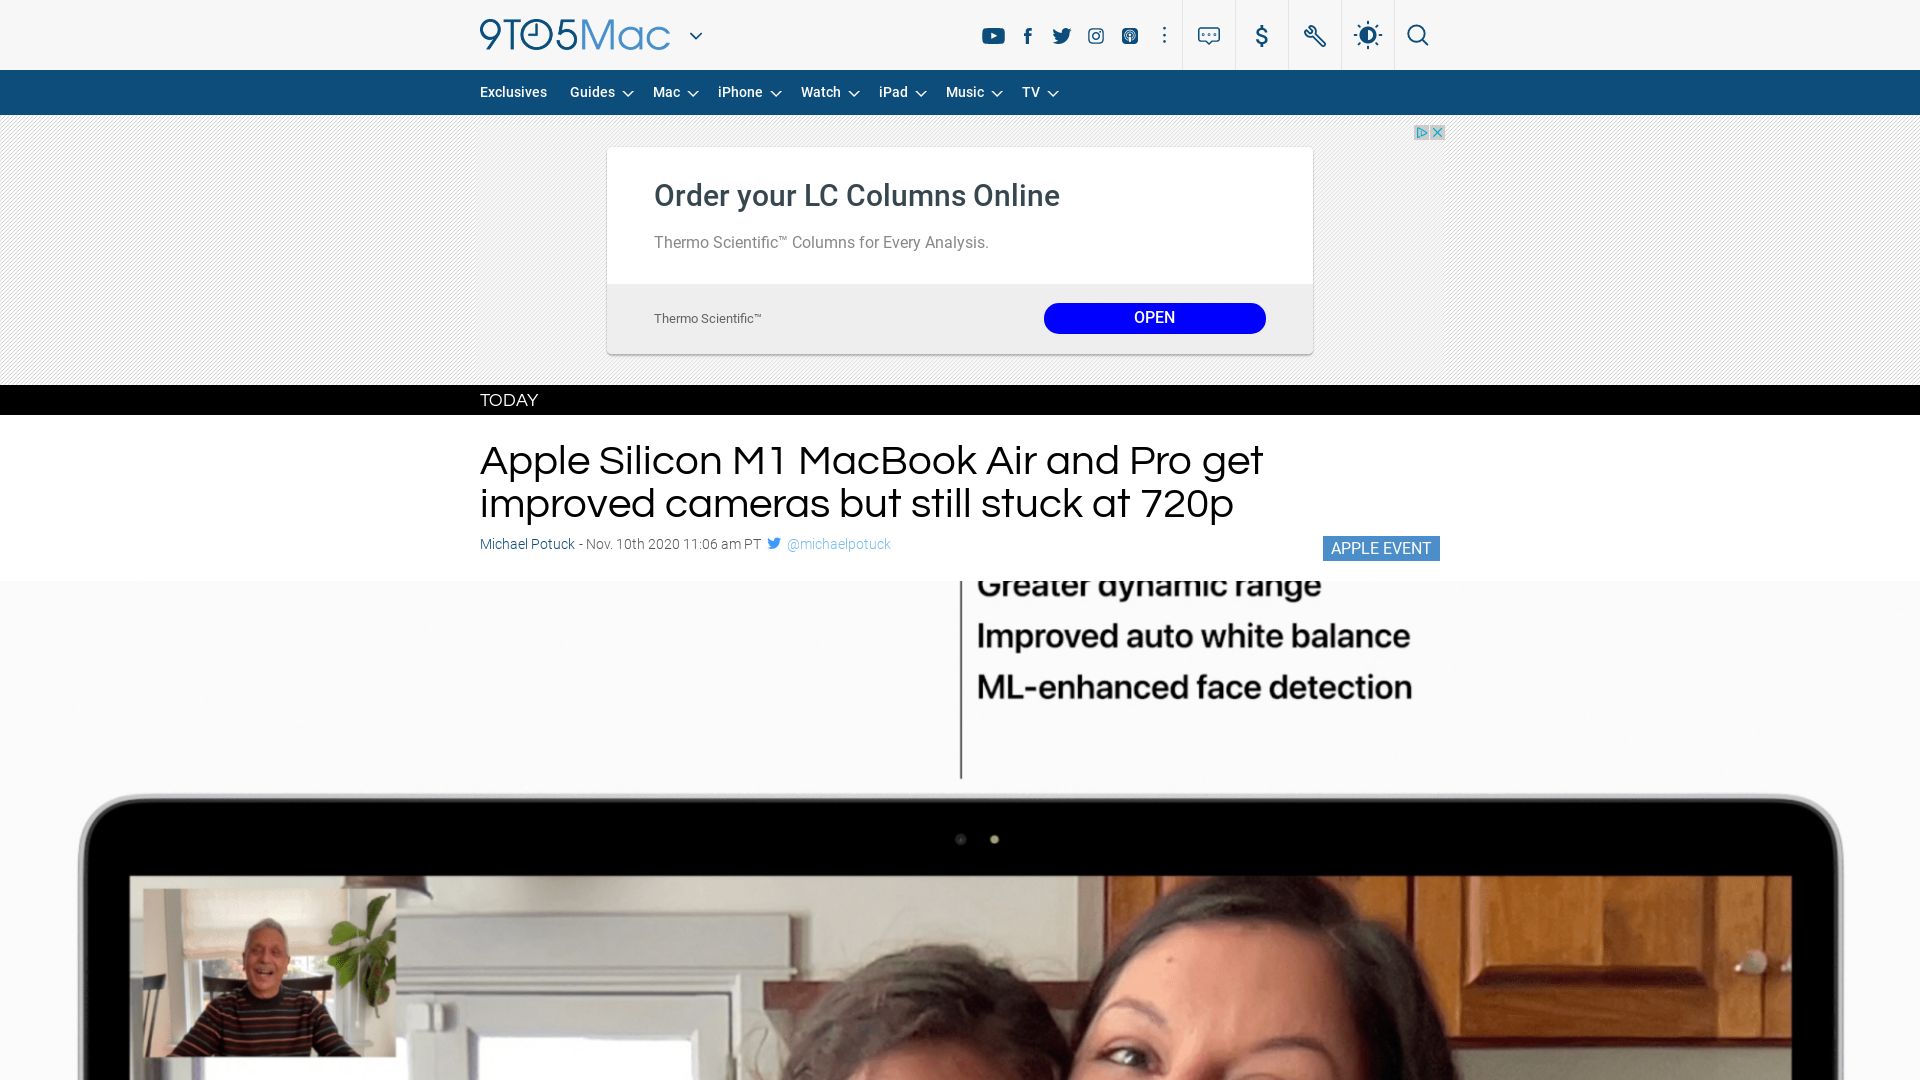 9TO5Mac
Exclusives Guides Mac iPhone Watch iPad Music TV
Order your LC Columns Online
Thermo Scientific™ Columns for Every Analysis.
Thermo Scientific™ OPEN
TODAY
Apple Silicon M1 MacBook Air and Pro get
improved cameras but still stuck at 720p
Michael Potuck - Nov. 10th 2020 11:06 am PT @michaelpotuck
APPLE EVENT
Greater dynamic range
Improved auto white balance
ML-enhanced face detection